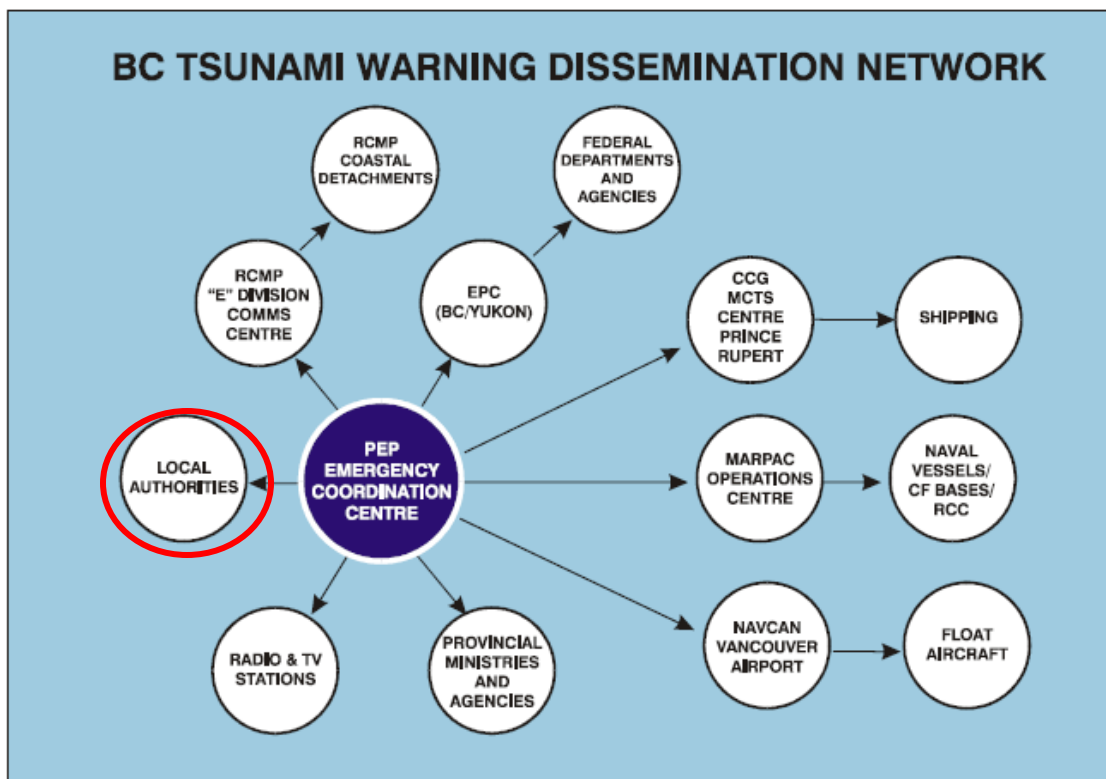 BC TSUNAMI WARNING DISSEMINATION NETWORK
RCMP
COASTAL
DETACHMENTS
FEDERAL
DEPARTMENTS
AND
AGENCIES
RCMP
"E" DIVISION
COMMS
CENTRE
EPC
(BC/YUKON)
CCG
MCTS
CENTRE
PRINCE
RUPERT
SHIPPING
LOCAL
AUTHORITIES
PEP
EMERGENCY
COORDINATION
CENTRE
MARPAC
OPERATIONS
CENTRE
NAVAL
VESSELS/
CF BASES/
RCC
RADIO & TV
STATIONS
PROVINCIAL
MINISTRIES
AND
AGENCIES
NAVCAN
VANCOUVER
AIRPORT
FLOAT
AIRCRAFT